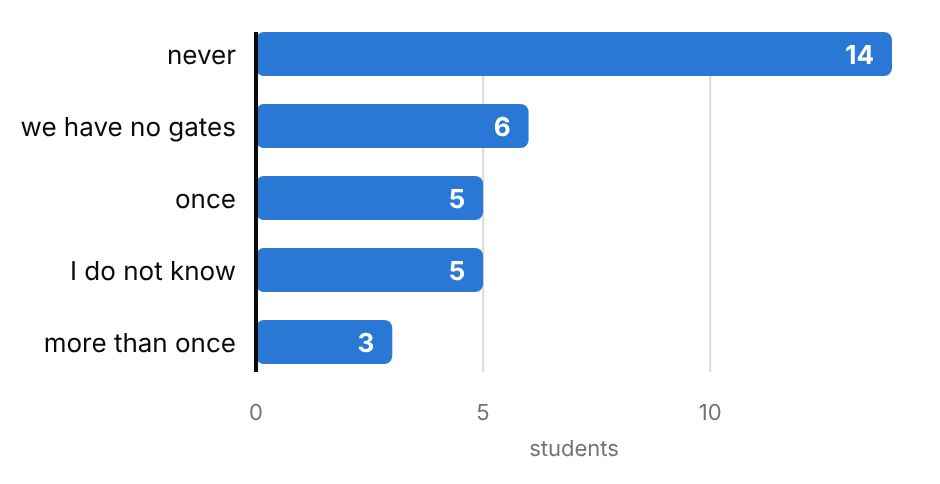 never 14
we have no gates 6
once 5
I do not know 5
more than once 3
0 5 10
students